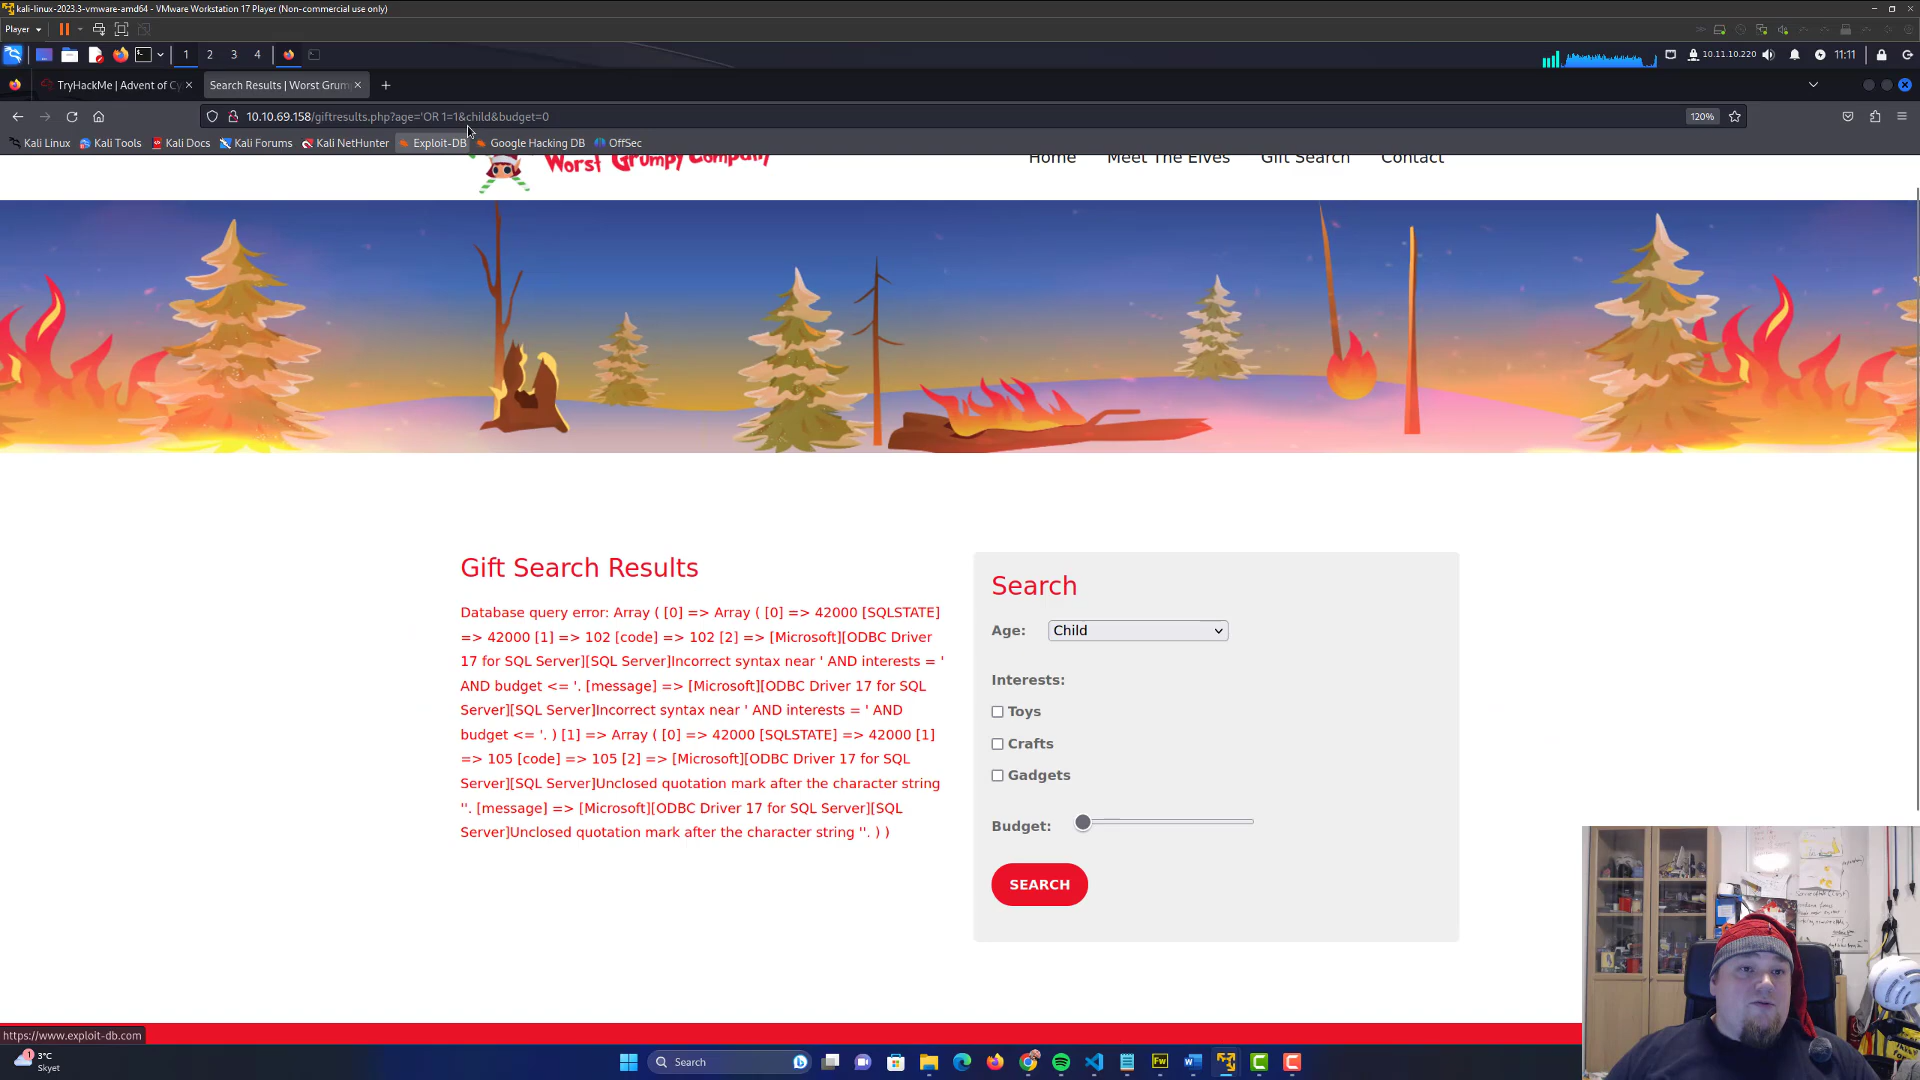 kali-linux-2023.3-vmware-amd64 - VMware Workstation 17 Player (Non-commercial use only)
Player
1 2 3 4
10.11.10.220
11:11
TryHackMe | Advent of Cy
Search Results | Worst Grum
10.10.69.158/giftresults.php?age='OR 1=1&child&budget=0
120%
Kali Linux Kali Tools Kali Docs Kali Forums Kali NetHunter Exploit-DB Google Hacking DB OffSec
Worst Grumpy Company
Home Meet The Elves Gift Search Contact
Gift Search Results
Database query error: Array ( [0] => Array ( [0] => 42000 [SQLSTATE]
=> 42000 [1] => 102 [code] => 102 [2] => [Microsoft][ODBC Driver
17 for SQL Server][SQL Server]Incorrect syntax near ' AND interests = '
AND budget <= '. [message] => [Microsoft][ODBC Driver 17 for SQL
Server][SQL Server]Incorrect syntax near ' AND interests = ' AND
budget <= '. ) [1] => Array ( [0] => 42000 [SQLSTATE] => 42000 [1]
=> 105 [code] => 105 [2] => [Microsoft][ODBC Driver 17 for SQL
Server][SQL Server]Unclosed quotation mark after the character string
''. [message] => [Microsoft][ODBC Driver 17 for SQL Server][SQL
Server]Unclosed quotation mark after the character string ''. ) )
Search
Age: Child
Interests:
Toys
Crafts
Gadgets
Budget:
SEARCH
https://www.exploit-db.com
1
3°C
Skyet
Search